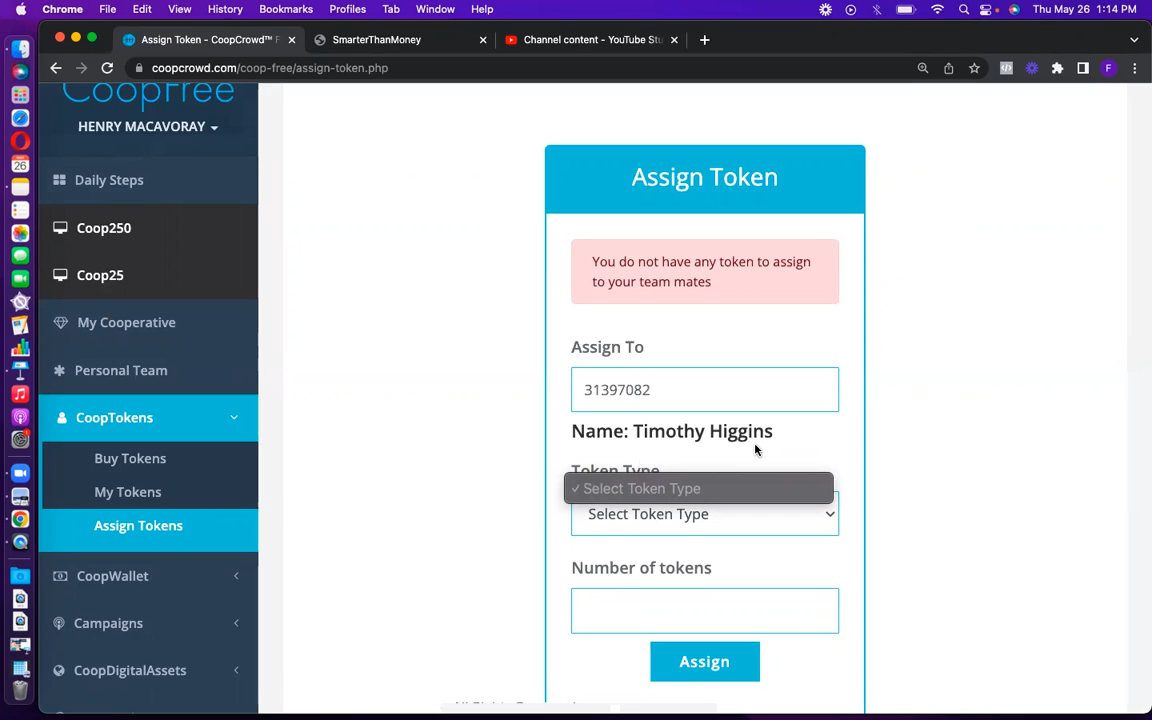 Chrome File Edit View History Bookmarks Profiles Tab Window Help Thu May 26 1:14 PM
Assign Token - CoopCrowd™ F SmarterThanMoney Channel content - YouTube Stu
coopcrowd.com/coop-free/assign-token.php F
CoopFree
HENRY MACAVORAY
Daily Steps
Coop250
Coop25
My Cooperative
Personal Team
CoopTokens
Buy Tokens
My Tokens
Assign Tokens
CoopWallet
Campaigns
CoopDigitalAssets
26
Assign Token
You do not have any token to assign
to your team mates
Assign To
31397082
Name: Timothy Higgins
Token Type
✓ Select Token Type
Select Token Type
Number of tokens
Assign